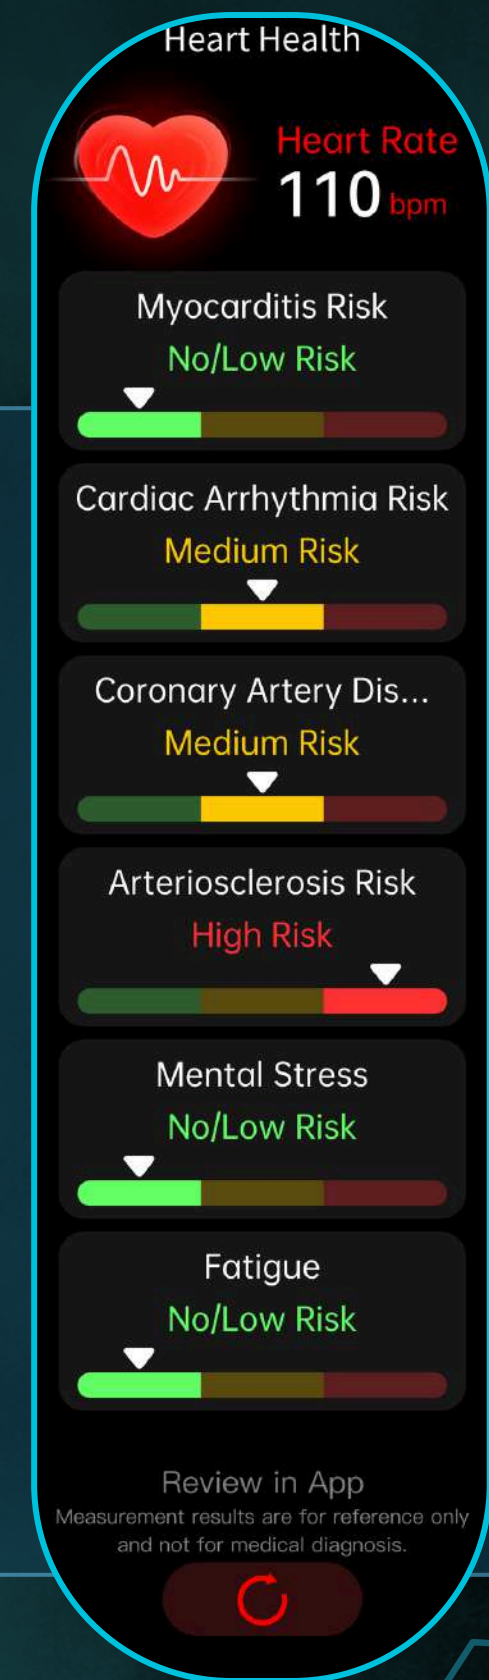 Heart Health
Heart Rate
110 bpm
Myocarditis Risk
No/Low Risk
Cardiac Arrhythmia Risk
Medium Risk
Coronary Artery Dis...
Medium Risk
Arteriosclerosis Risk
High Risk
Mental Stress
No/Low Risk
Fatigue
No/Low Risk
Review in App
Measurement results are for reference only
and not for medical diagnosis.